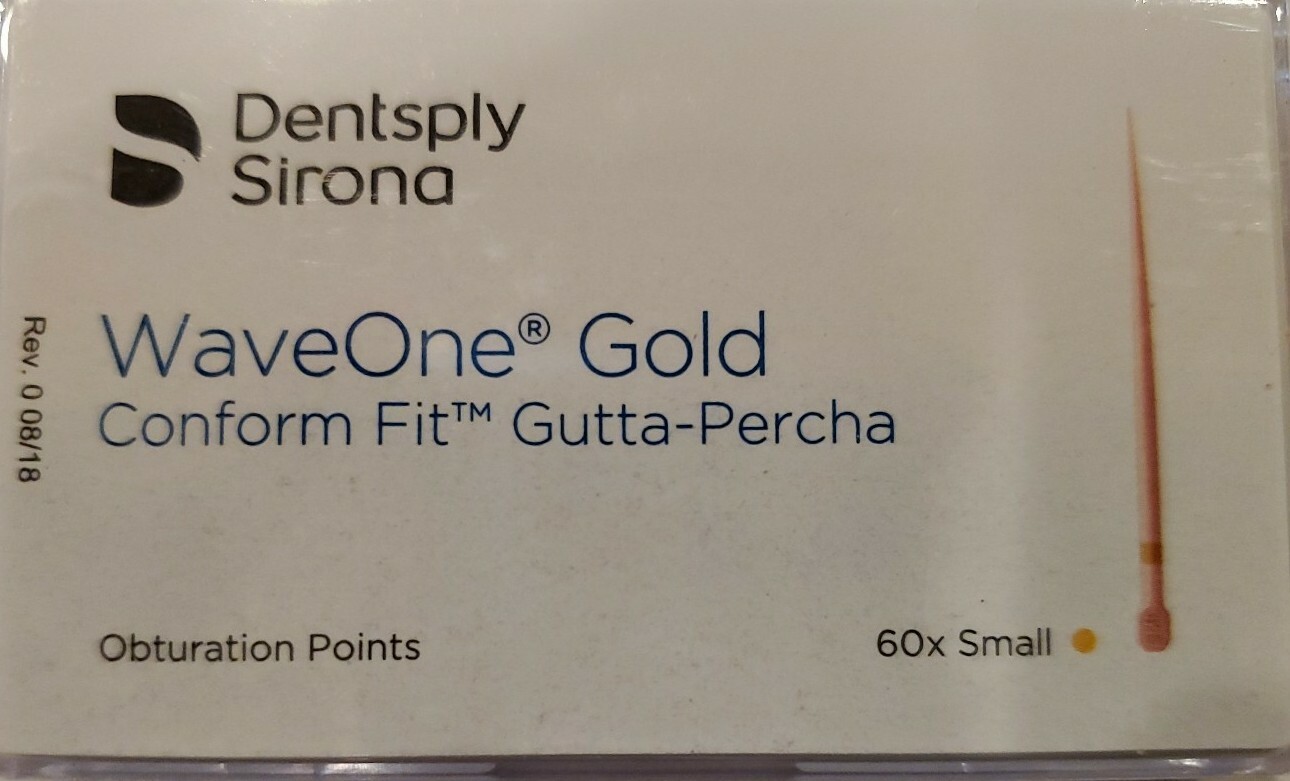 Dentsply
Sirona
WaveOne® Gold
Conform Fit™ Gutta-Percha
Obturation Points
60x Small
Rev. 0 08/18